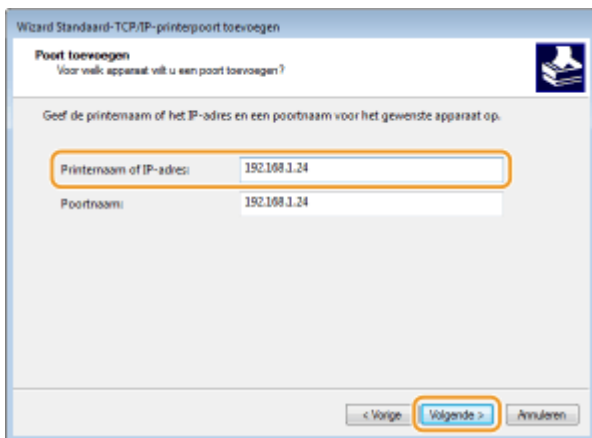 Wizard Standaard-TCP/IP-printerpoort toevoegen
Poort toevoegen
Voor welk apparaat wilt u een poort toevoegen?
Geef de printernaam of het IP-adres en een poortnaam voor het gewenste apparaat op.
Printernaam of IP-adres: 192.168.1.24
Poortnaam: 192.168.1.24
< Vorige Volgende > Annuleren